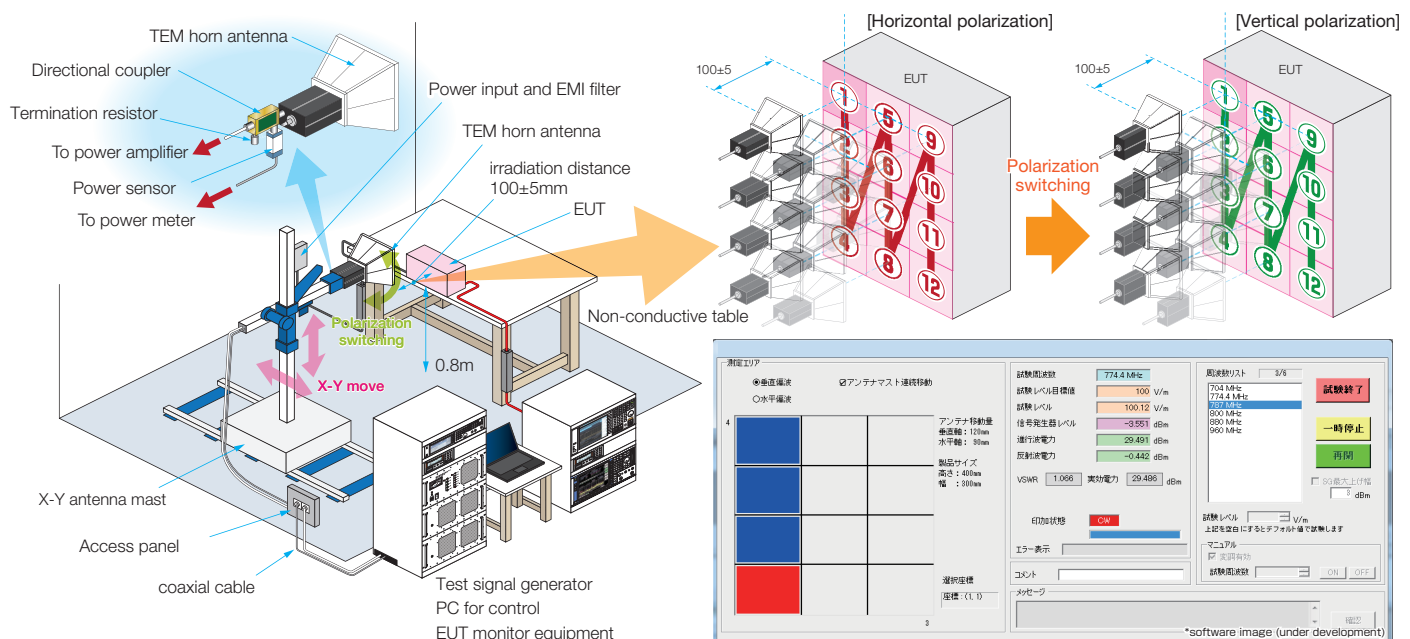 TEM horn antenna
Directional coupler
Termination resistor
To power amplifier
Power sensor
To power meter
Power input and EMI filter
TEM horn antenna
irradiation distance
100±5mm
EUT
Polarization
switching
X-Y move
0.8m
Non-conductive table
X-Y antenna mast
Access panel
coaxial cable
Test signal generator
PC for control
EUT monitor equipment
[Horizontal polarization]
100±5
EUT
1
2
3
4
5
6
7
8
9
10
11
12
Polarization
switching
[Vertical polarization]
100±5
EUT
1
2
3
4
5
6
7
8
9
10
11
12
測定エリア
垂直偏波
アンテナマスト連続移動
水平偏波
4
3
アンテナ移動量
垂直軸：120mm
水平軸： 90mm
製品サイズ
高さ：400mm
幅 ：300mm
選択座標
座標：(1, 1)
試験周波数 774.4 MHz
試験レベル目標値 100 V/m
試験レベル 100.12 V/m
信号発生器レベル -3.551 dBm
進行波電力 29.491 dBm
反射波電力 -0.442 dBm
VSWR 1.066 実効電力 29.486 dBm
印加状態 CW
エラー表示
コメント
メッセージ
周波数リスト 3/6
704 MHz
774.4 MHz
787 MHz
800 MHz
880 MHz
960 MHz
試験終了
一時停止
再開
SG最大上げ幅
3 dBm
試験レベル V/m
上記を空白にするとデフォルト値で試験します
マニュアル
変調有効
試験周波数 ON OFF
確認
*software image (under development)